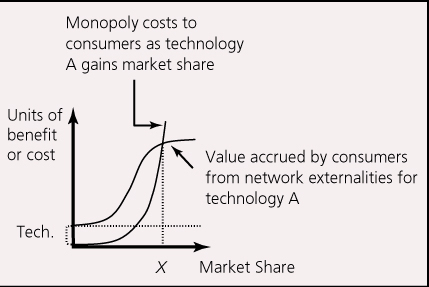 Monopoly costs to
consumers as technology
A gains market share
Units of
benefit
or cost
Value accrued by consumers
from network externalities for
technology A
Tech.
X
Market Share